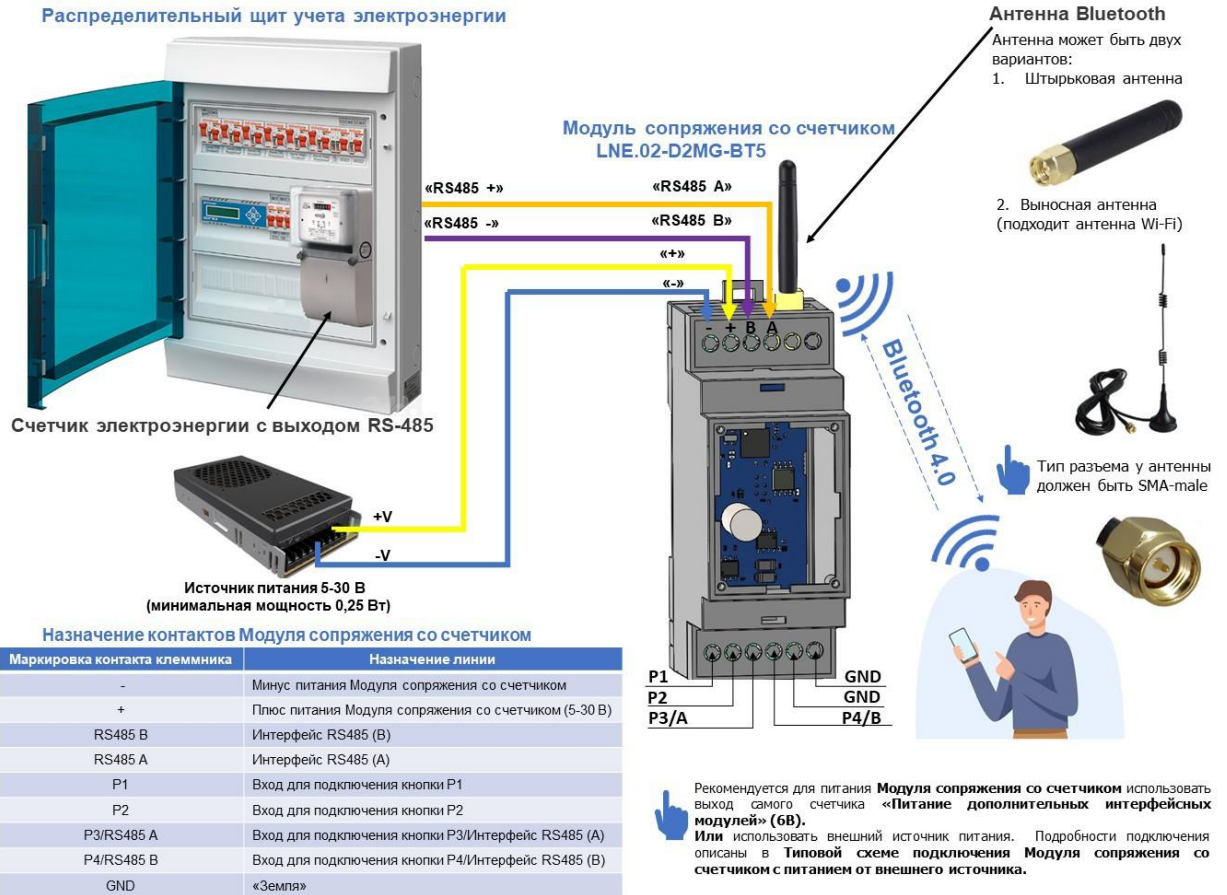 Распределительный щит учета электроэнергии
Антенна Bluetooth
Антенна может быть двух
вариантов:
1. Штырьковая антенна
2. Выносная антенна
(подходит антенна Wi-Fi)
Тип разъема у антенны
должен быть SMA-male
Модуль сопряжения со счетчиком
LNE.02-D2MG-BT5
«RS485 +»
«RS485 A»
«RS485 -»
«RS485 B»
«+»
«-»
- + B A
Bluetooth 4.0
Счетчик электроэнергии с выходом RS-485
+V
-V
Источник питания 5-30 В
(минимальная мощность 0,25 Вт)
P1
GND
P2
GND
P3/A
P4/B
Назначение контактов Модуля сопряжения со счетчиком
Маркировка контакта клеммника Назначение линии
- Минус питания Модуля сопряжения со счетчиком
+ Плюс питания Модуля сопряжения со счетчиком (5-30 В)
RS485 B Интерфейс RS485 (B)
RS485 A Интерфейс RS485 (A)
P1 Вход для подключения кнопки P1
P2 Вход для подключения кнопки P2
P3/RS485 A Вход для подключения кнопки P3/Интерфейс RS485 (A)
P4/RS485 B Вход для подключения кнопки P4/Интерфейс RS485 (B)
GND «Земля»
Рекомендуется для питания Модуля сопряжения со счетчиком использовать
выход самого счетчика «Питание дополнительных интерфейсных
модулей» (6В).
Или использовать внешний источник питания. Подробности подключения
описаны в Типовой схеме подключения Модуля сопряжения со
счетчиком с питанием от внешнего источника.